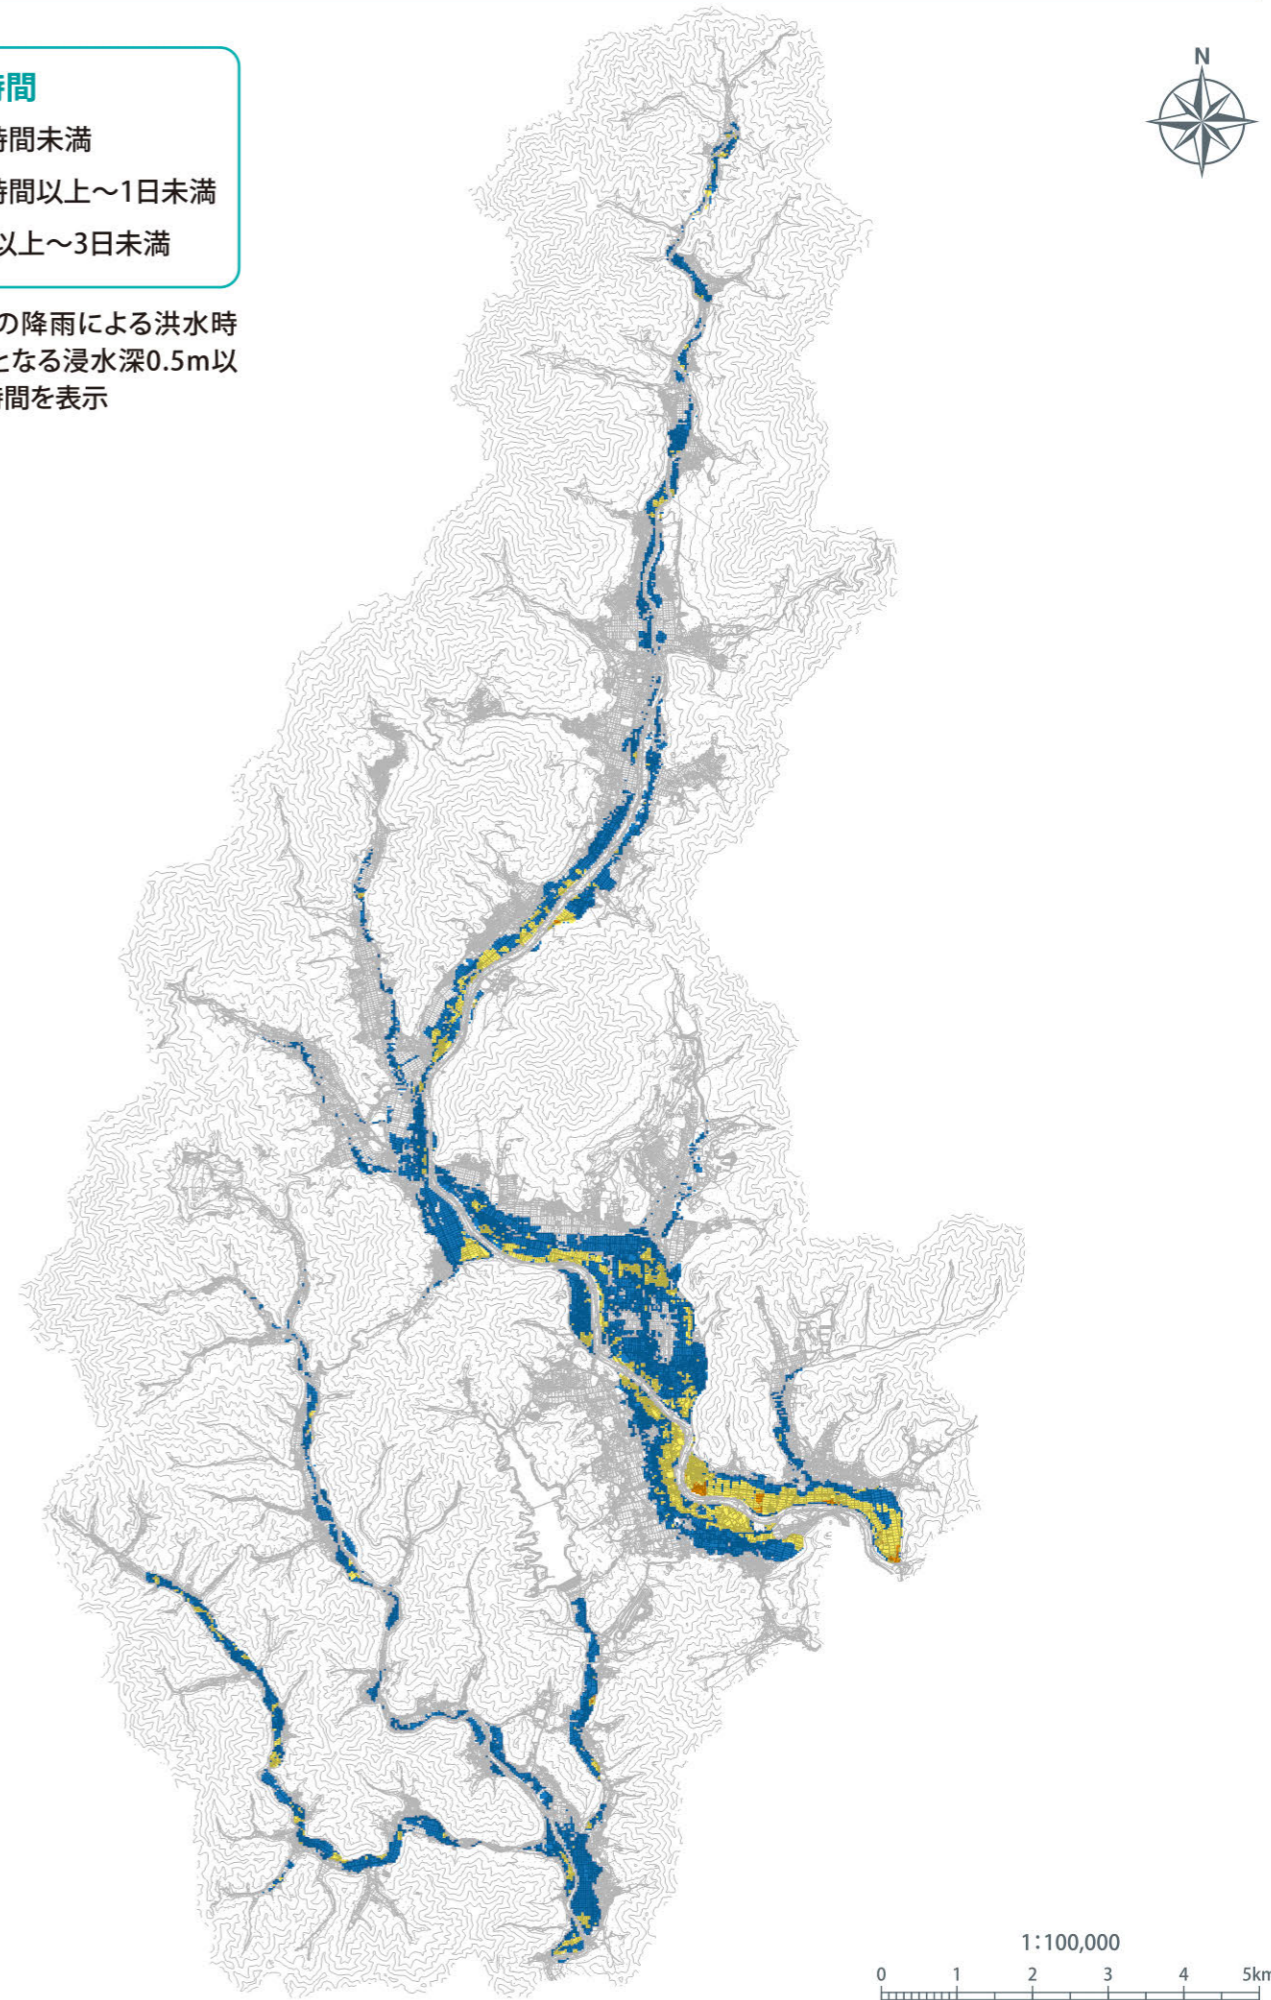 時間
時間未満
時間以上～1日未満
以上～3日未満
の降雨による洪水時
となる浸水深0.5m以
時間を表示
N
1:100,000
0 1 2 3 4 5km